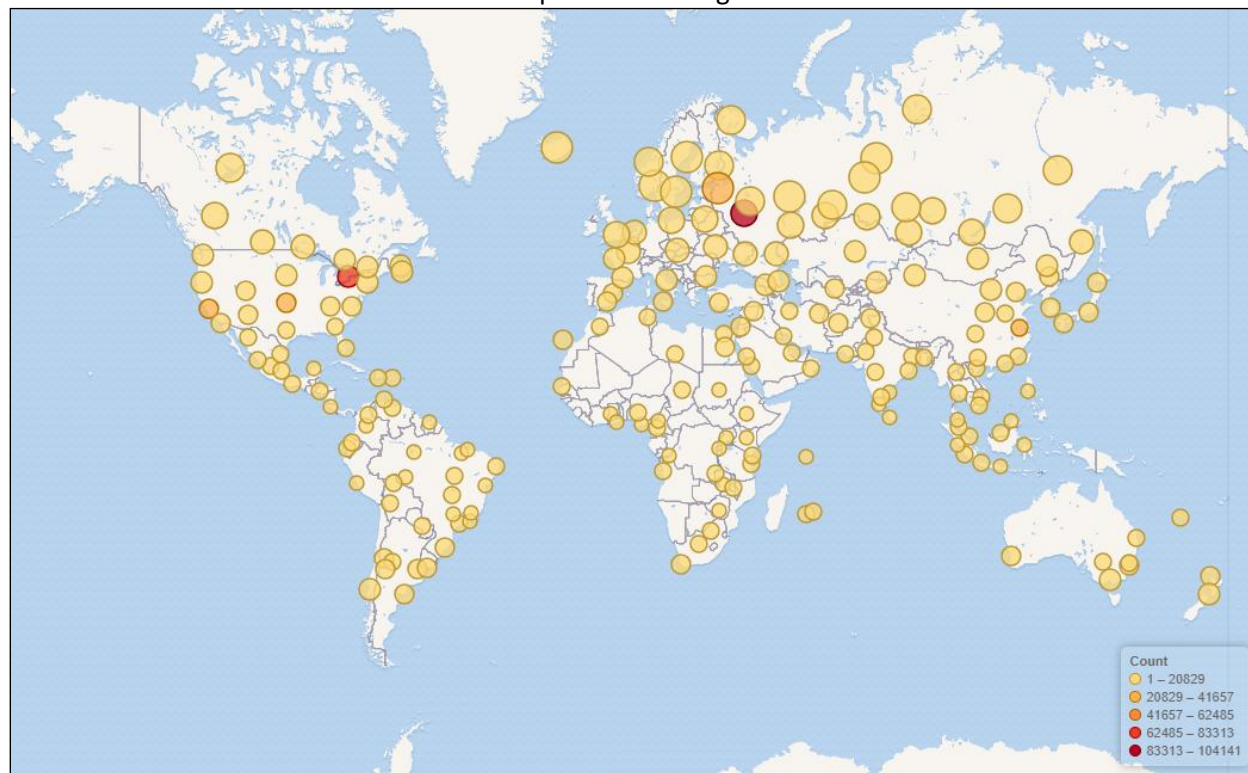 Count
1 – 20829
20829 – 41657
41657 – 62485
62485 – 83313
83313 – 104141